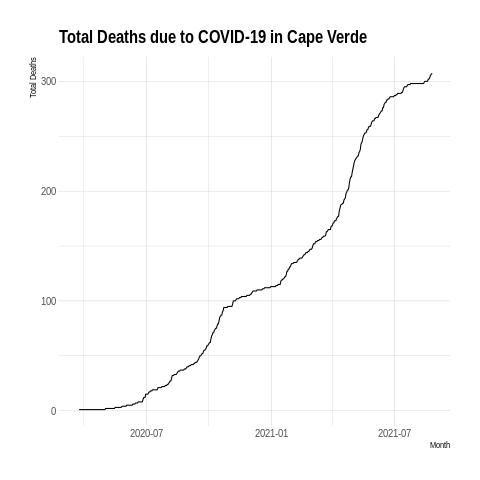 Total Deaths due to COVID-19 in Cape Verde
Total Deaths
300
200
100
0
2020-07
2021-01
2021-07
Month